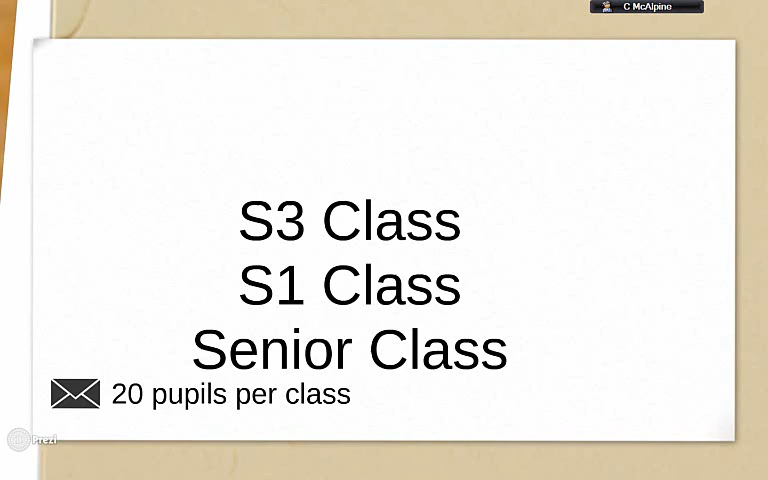 C McAlpine
S3 Class
S1 Class
Senior Class
20 pupils per class
Prezi